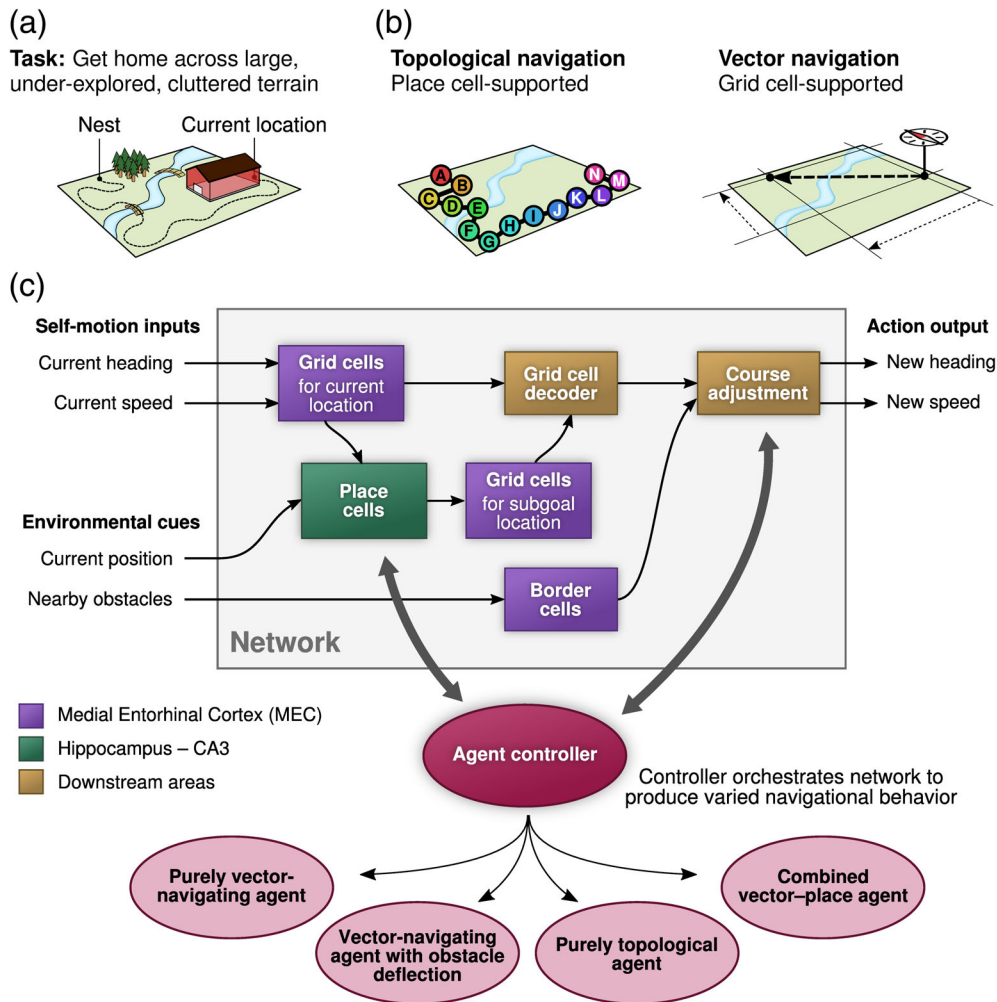 (a)
Task: Get home across large,
under-explored, cluttered terrain
Nest
Current location
(b)
Topological navigation
Place cell-supported
A
B
C
D
E
F
G
H
I
J
K
L
M
N
Vector navigation
Grid cell-supported
(c)
Self-motion inputs
Current heading
Current speed
Environmental cues
Current position
Nearby obstacles
Grid cells
for current
location
Grid cell
decoder
Course
adjustment
Action output
New heading
New speed
Place
cells
Grid cells
for subgoal
location
Border
cells
Network
Medial Entorhinal Cortex (MEC)
Hippocampus – CA3
Downstream areas
Agent controller
Controller orchestrates network to
produce varied navigational behavior
Purely vector-
navigating agent
Vector-navigating
agent with obstacle
deflection
Purely topological
agent
Combined
vector–place agent